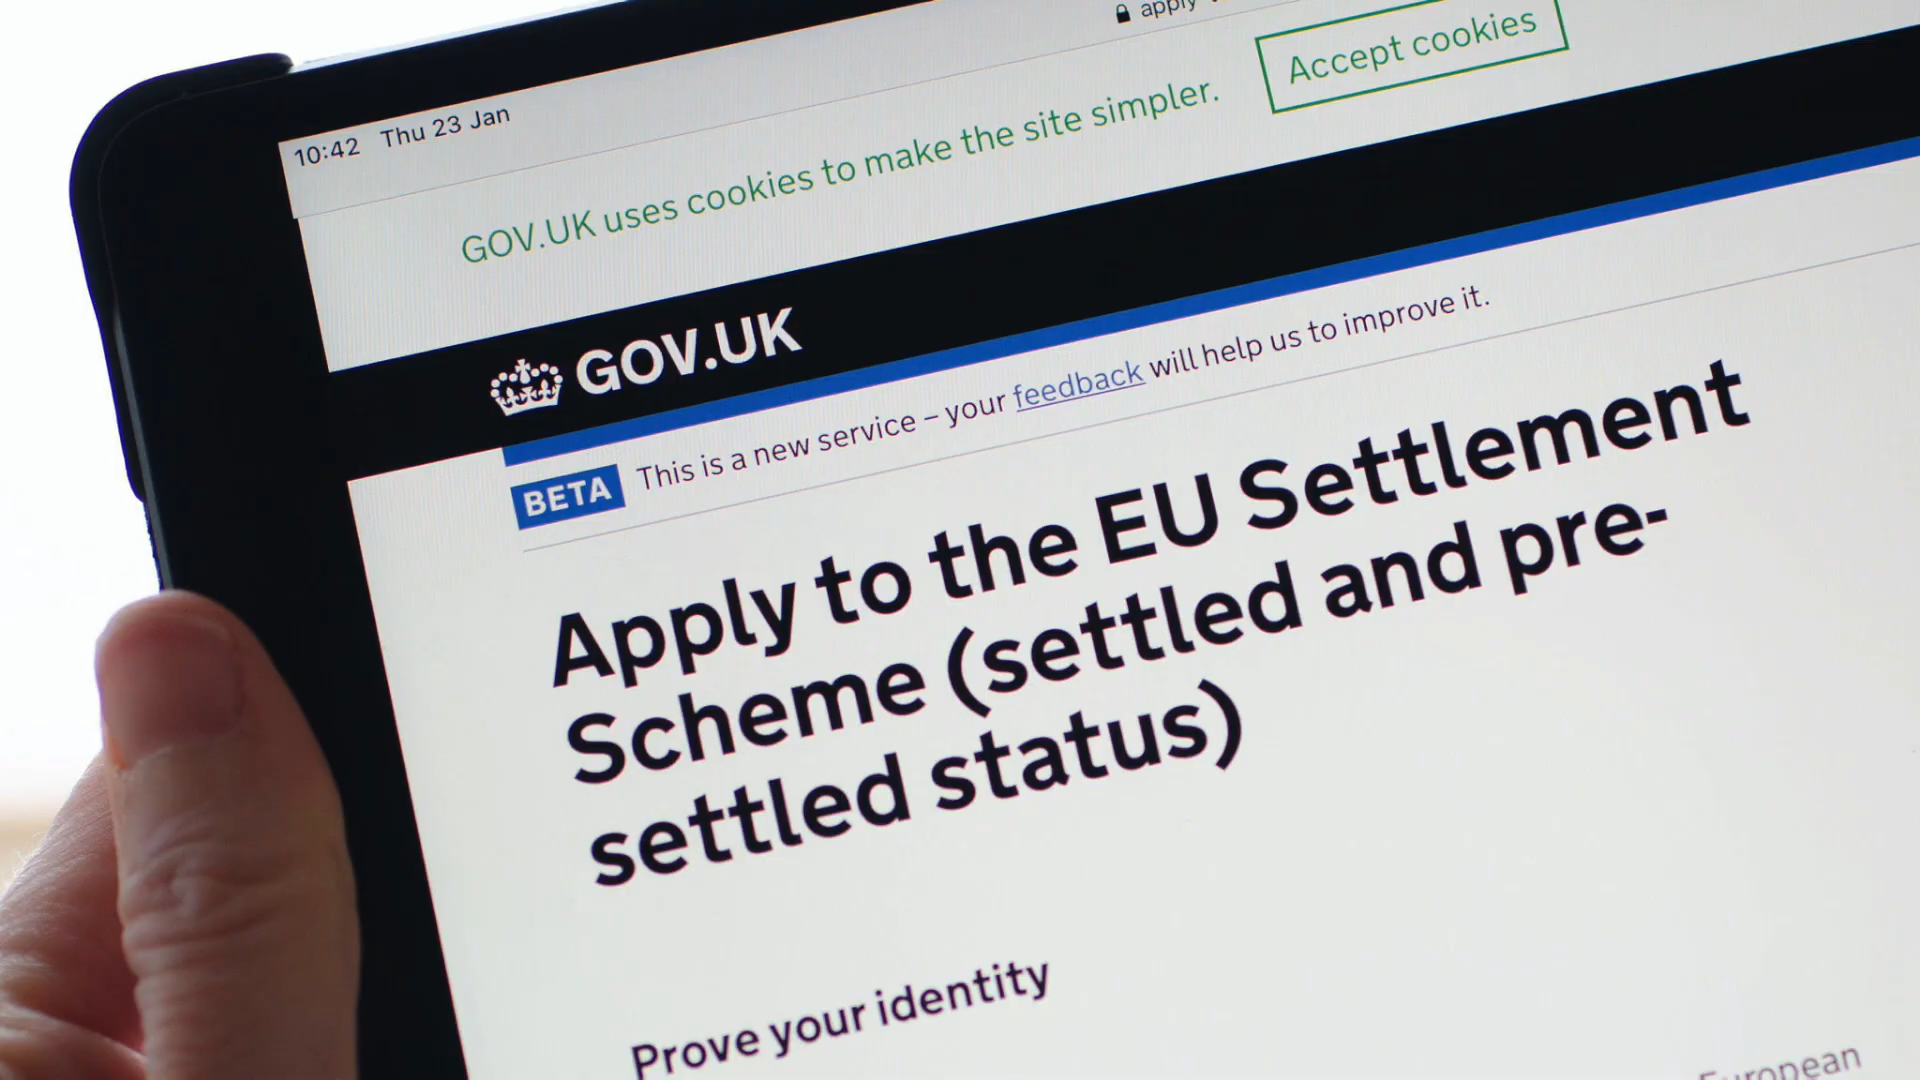 apply
10:42 Thu 23 Jan
GOV.UK uses cookies to make the site simpler.
Accept cookies
GOV.UK
BETA This is a new service – your feedback will help us to improve it.
Apply to the EU Settlement
Scheme (settled and pre-
settled status)
Prove your identity
European